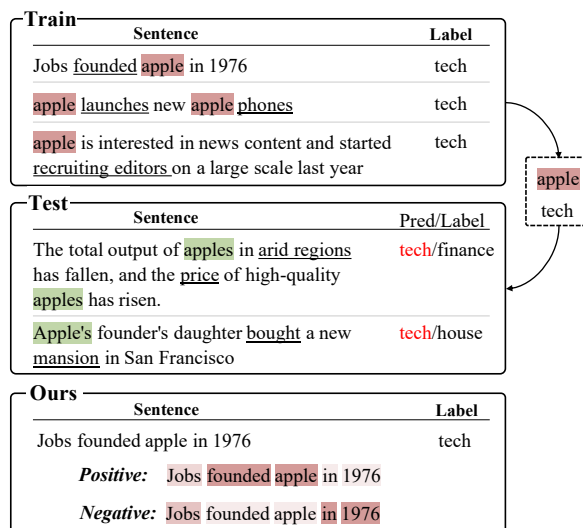 Train
Sentence Label
Jobs founded apple in 1976 tech
apple launches new apple phones tech
apple is interested in news content and started tech
recruiting editors on a large scale last year
apple
tech
Test
Sentence Pred/Label
The total output of apples in arid regions tech/finance
has fallen, and the price of high-quality
apples has risen.
Apple's founder's daughter bought a new tech/house
mansion in San Francisco
Ours
Sentence Label
Jobs founded apple in 1976 tech
Positive: Jobs founded apple in 1976
Negative: Jobs founded apple in 1976